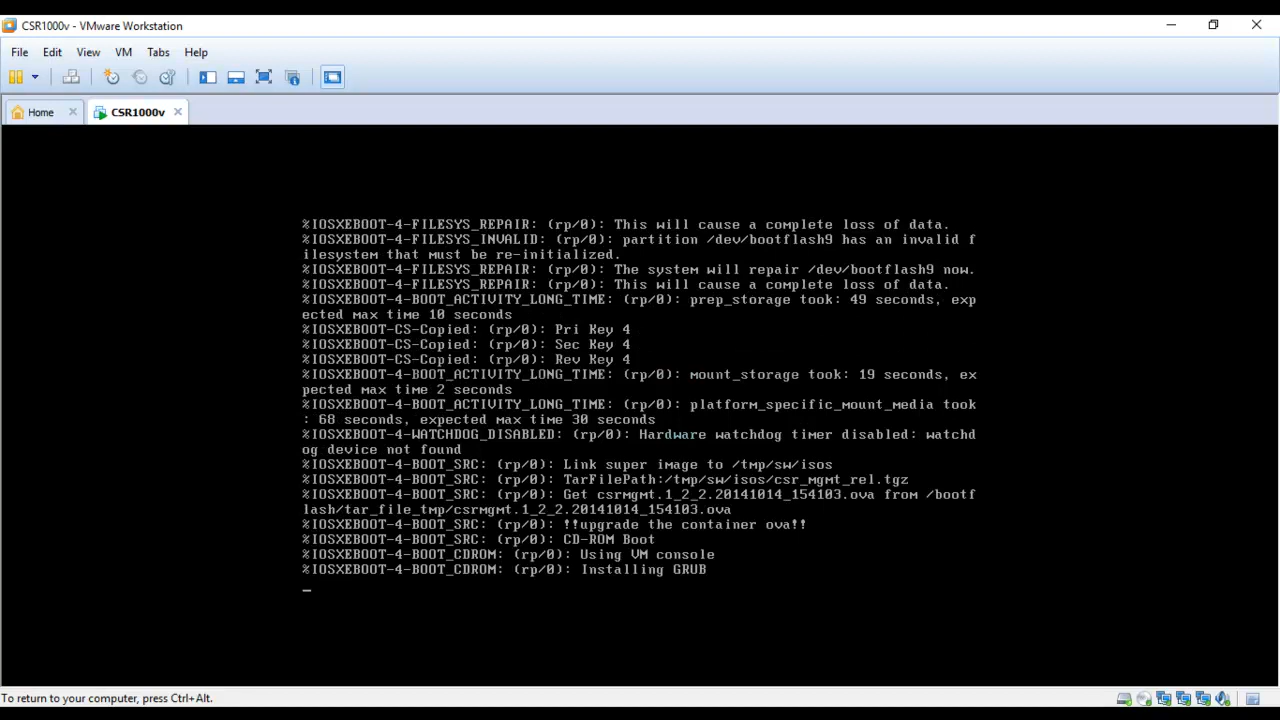 CSR1000v - VMware Workstation
File Edit View VM Tabs Help
Home CSR1000v
%IOSXEBOOT-4-FILESYS_REPAIR: (rp/0): This will cause a complete loss of data.
%IOSXEBOOT-4-FILESYS_INVALID: (rp/0): partition /dev/bootflash9 has an invalid f
ilesystem that must be re-initialized.
%IOSXEBOOT-4-FILESYS_REPAIR: (rp/0): The system will repair /dev/bootflash9 now.
%IOSXEBOOT-4-FILESYS_REPAIR: (rp/0): This will cause a complete loss of data.
%IOSXEBOOT-4-BOOT_ACTIVITY_LONG_TIME: (rp/0): prep_storage took: 49 seconds, exp
ected max time 10 seconds
%IOSXEBOOT-CS-Copied: (rp/0): Pri Key 4
%IOSXEBOOT-CS-Copied: (rp/0): Sec Key 4
%IOSXEBOOT-CS-Copied: (rp/0): Rev Key 4
%IOSXEBOOT-4-BOOT_ACTIVITY_LONG_TIME: (rp/0): mount_storage took: 19 seconds, ex
pected max time 2 seconds
%IOSXEBOOT-4-BOOT_ACTIVITY_LONG_TIME: (rp/0): platform_specific_mount_media took
: 68 seconds, expected max time 30 seconds
%IOSXEBOOT-4-WATCHDOG_DISABLED: (rp/0): Hardware watchdog timer disabled: watchd
og device not found
%IOSXEBOOT-4-BOOT_SRC: (rp/0): Link super image to /tmp/sw/isos
%IOSXEBOOT-4-BOOT_SRC: (rp/0): TarFilePath:/tmp/sw/isos/csr_mgmt_rel.tgz
%IOSXEBOOT-4-BOOT_SRC: (rp/0): Get csrmgmt.1_2_2.20141014_154103.ova from /bootf
lash/tar_file_tmp/csrmgmt.1_2_2.20141014_154103.ova
%IOSXEBOOT-4-BOOT_SRC: (rp/0): !!upgrade the container ova!!
%IOSXEBOOT-4-BOOT_SRC: (rp/0): CD-ROM Boot
%IOSXEBOOT-4-BOOT_CDROM: (rp/0): Using VM console
%IOSXEBOOT-4-BOOT_CDROM: (rp/0): Installing GRUB
To return to your computer, press Ctrl+Alt.